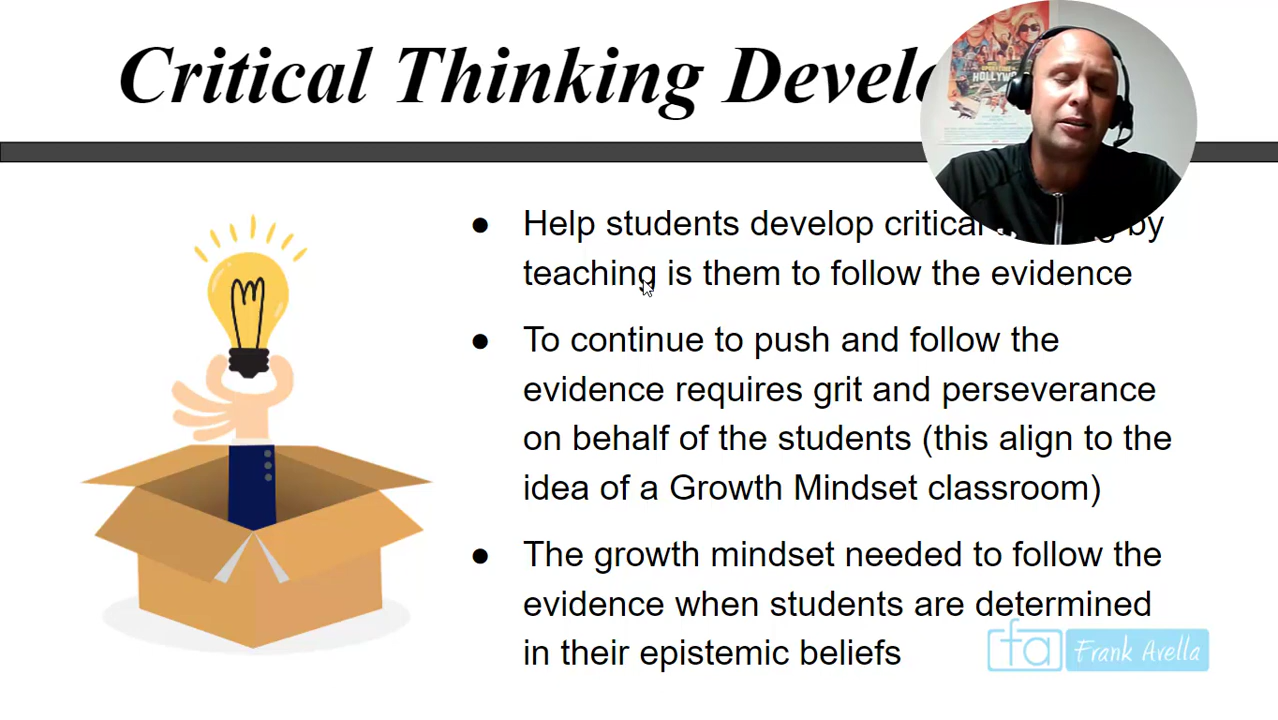 Critical Thinking Develo
HOLLYWO
Help students develop critical by
teaching is them to follow the evidence
To continue to push and follow the
evidence requires grit and perseverance
on behalf of the students (this align to the
idea of a Growth Mindset classroom)
The growth mindset needed to follow the
evidence when students are determined
in their epistemic beliefs
fa Frank Avella